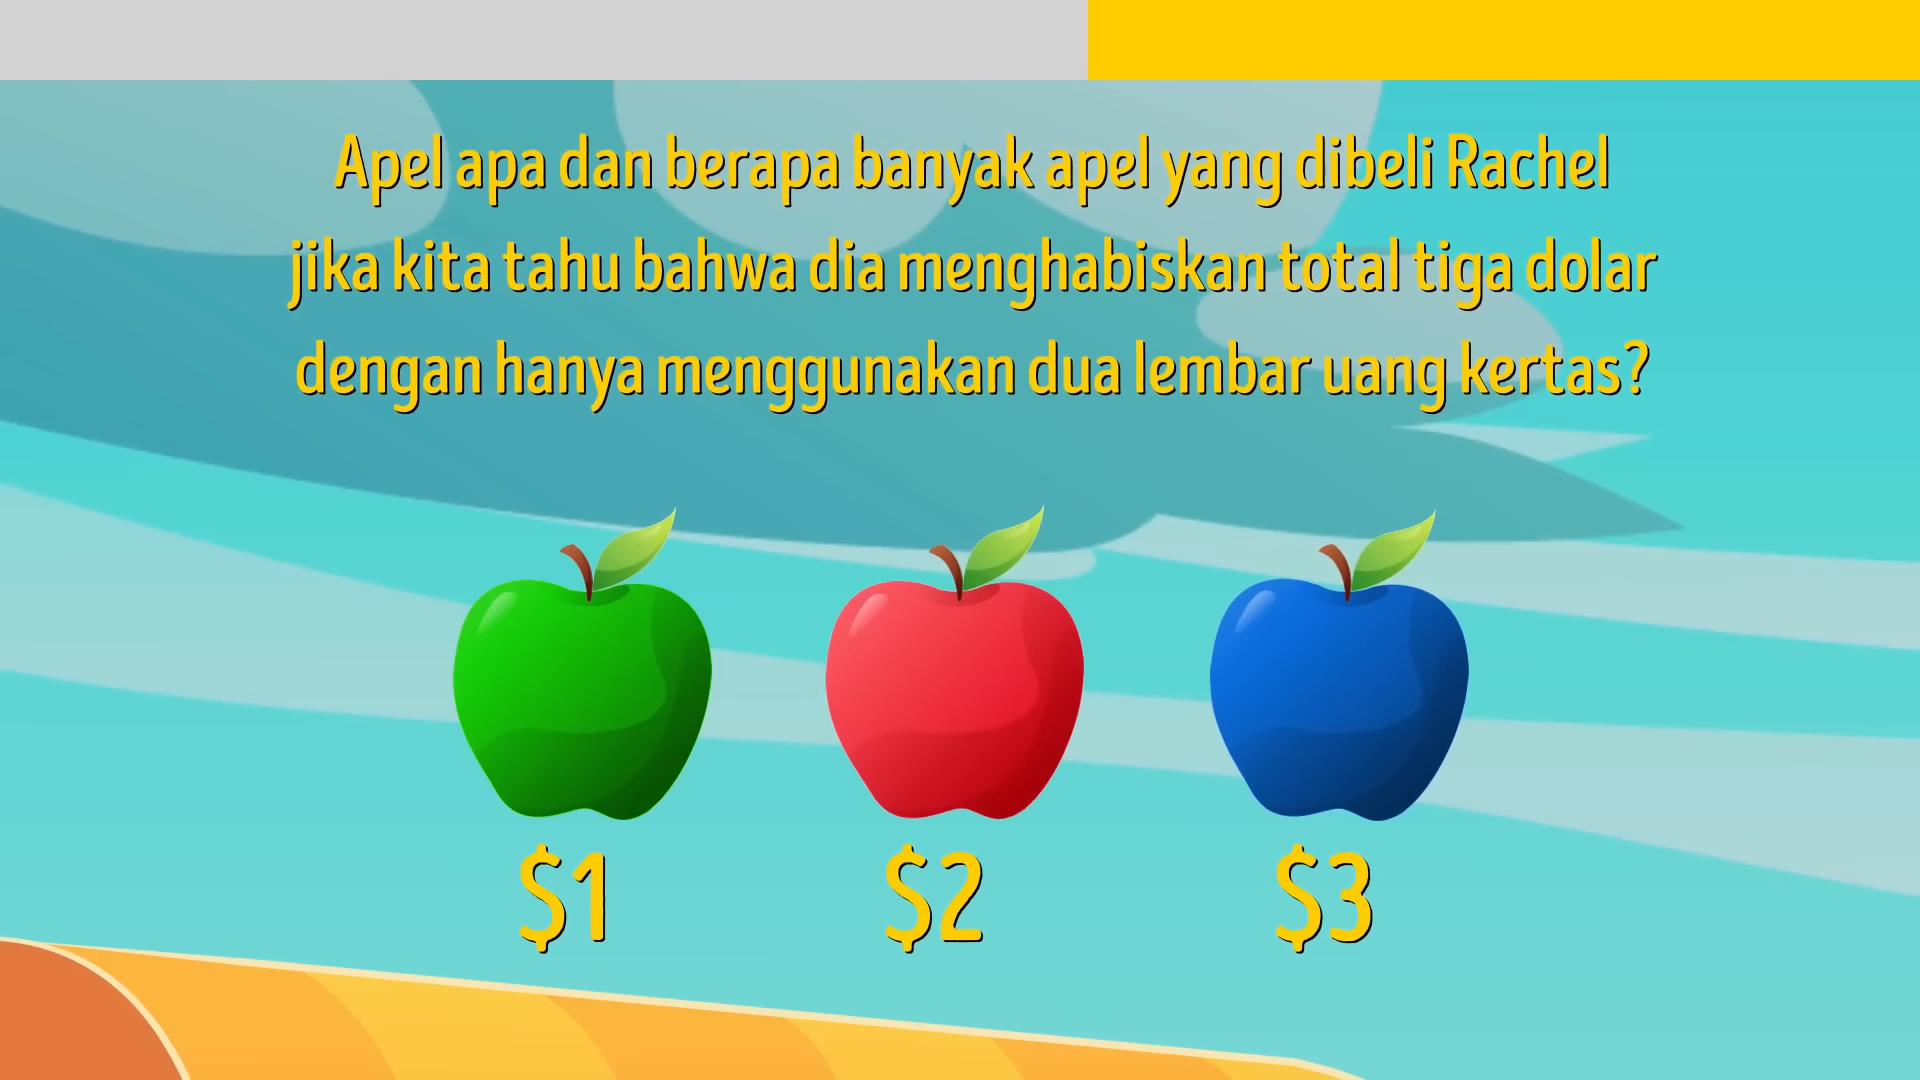 Apel apa dan berapa banyak apel yang dibeli Rachel
jika kita tahu bahwa dia menghabiskan total tiga dolar
dengan hanya menggunakan dua lembar uang kertas?
$1 $2 $3